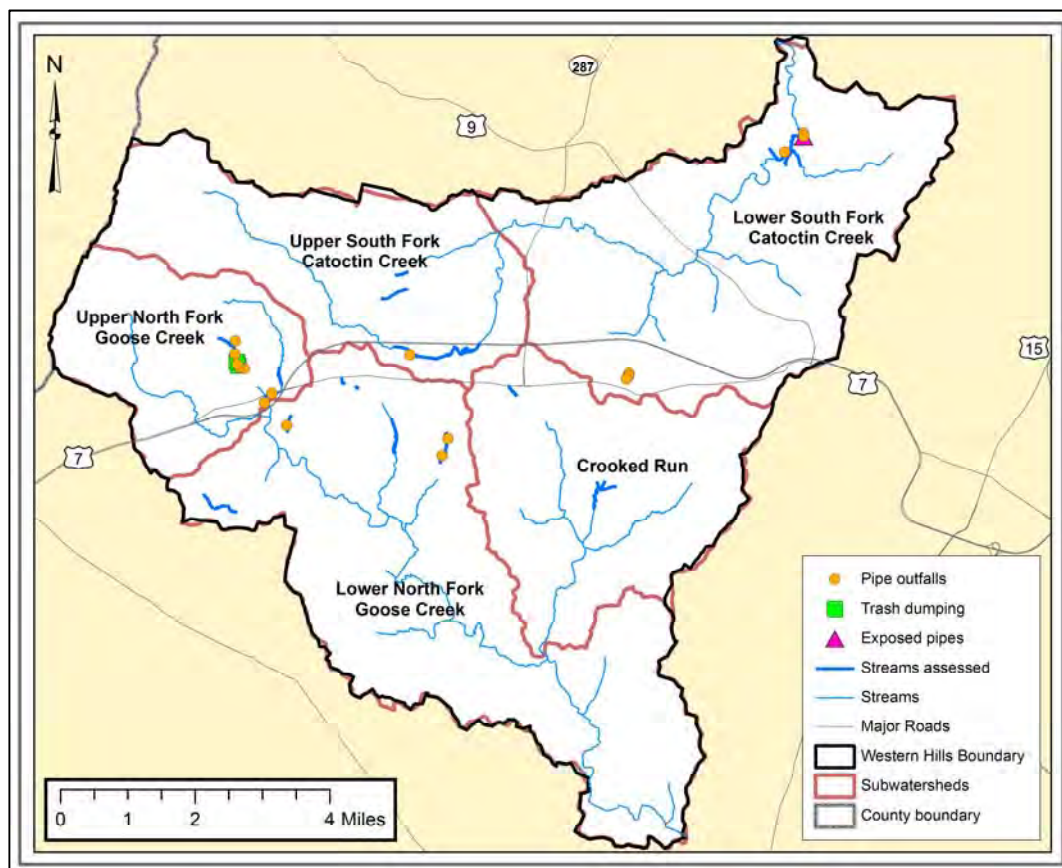 N
287
9
Lower South Fork
Catoctin Creek
Upper South Fork
Catoctin Creek
Upper North Fork
Goose Creek
15
7
7
Crooked Run
Lower North Fork
Goose Creek
Pipe outfalls
Trash dumping
Exposed pipes
Streams assessed
Streams
Major Roads
Western Hills Boundary
Subwatersheds
County boundary
0 1 2 4 Miles